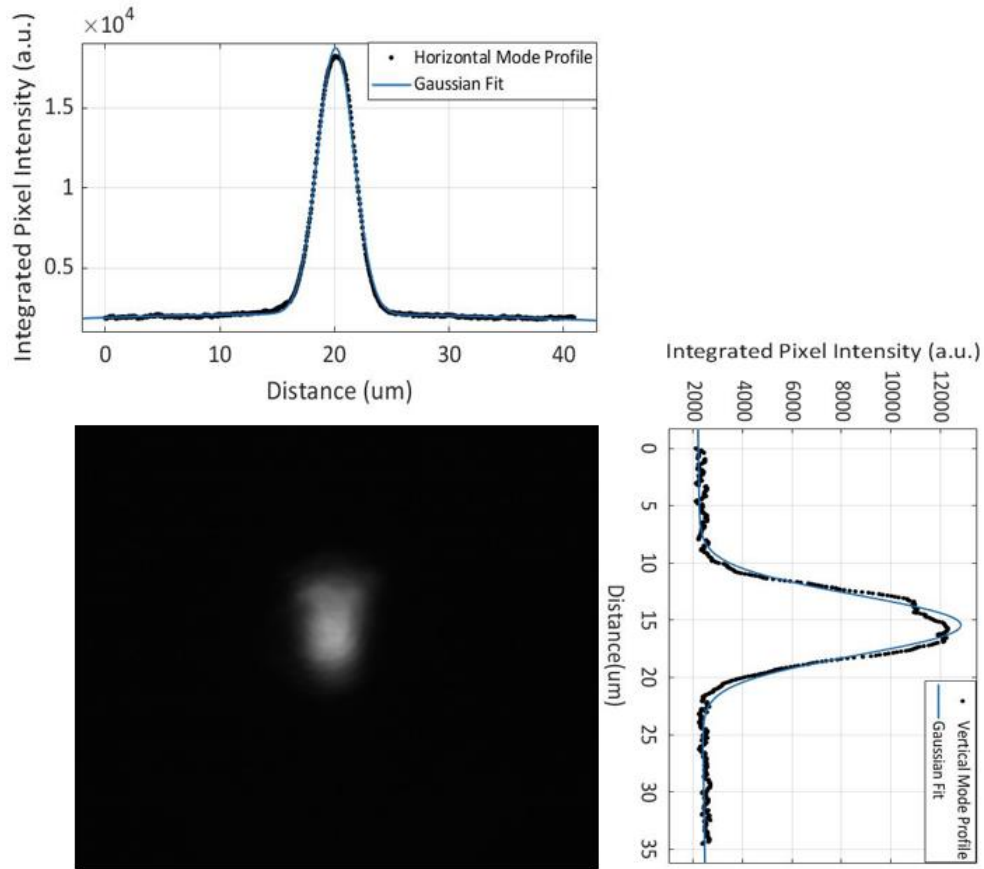 ×10⁴
Integrated Pixel Intensity (a.u.)
1.5
1
0.5
Horizontal Mode Profile
Gaussian Fit
0 10 20 30 40
Distance (um)
Integrated Pixel Intensity (a.u.)
2000 4000 6000 8000 10000 12000
0
5
10
15
20
25
30
35
Distance(um)
Vertical Mode Profile
Gaussian Fit